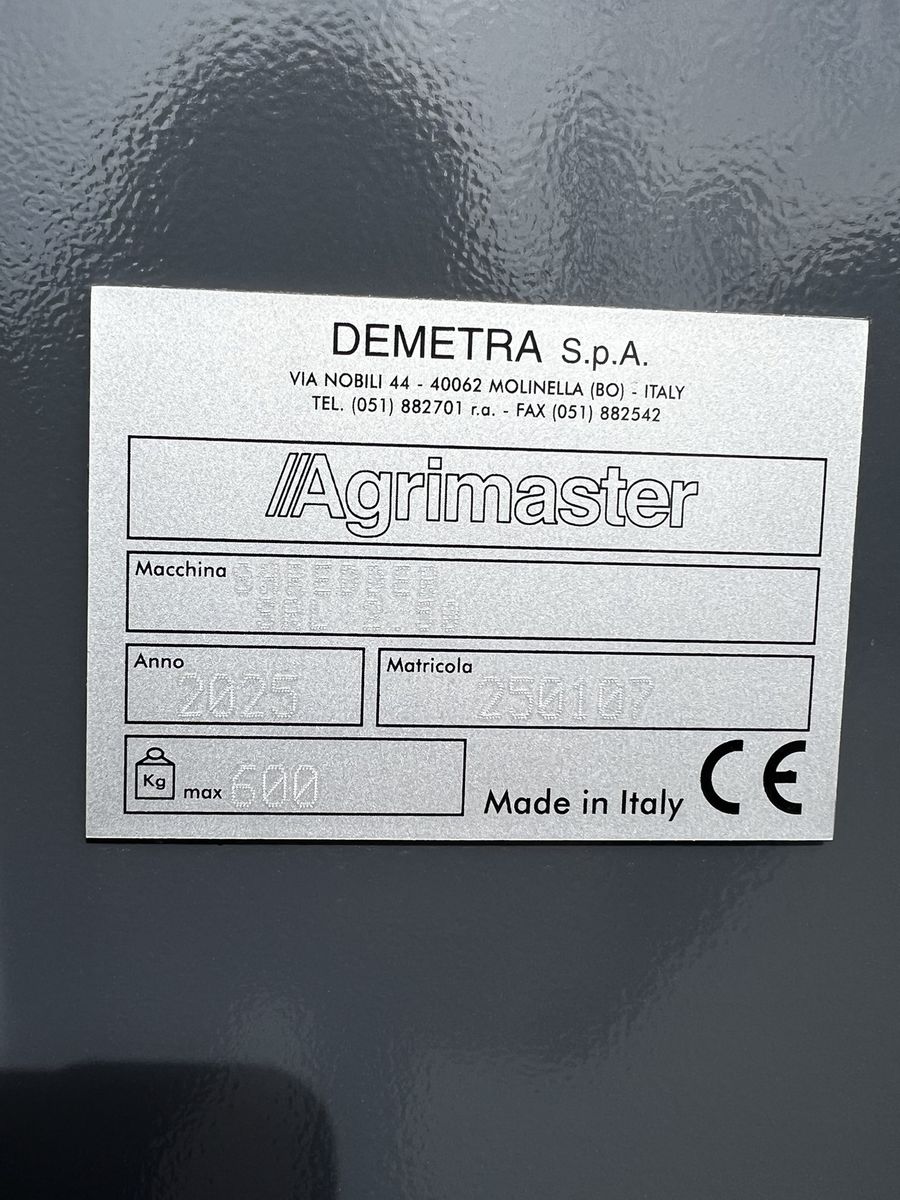 DEMETRA S.p.A.
VIA NOBILI 44 - 40062 MOLINELLA (BO) - ITALY
TEL. (051) 882701 r.a. - FAX (051) 882542
Agrimaster
Macchina
Anno 2025 Matricola 250107
Kg max 600 Made in Italy CE